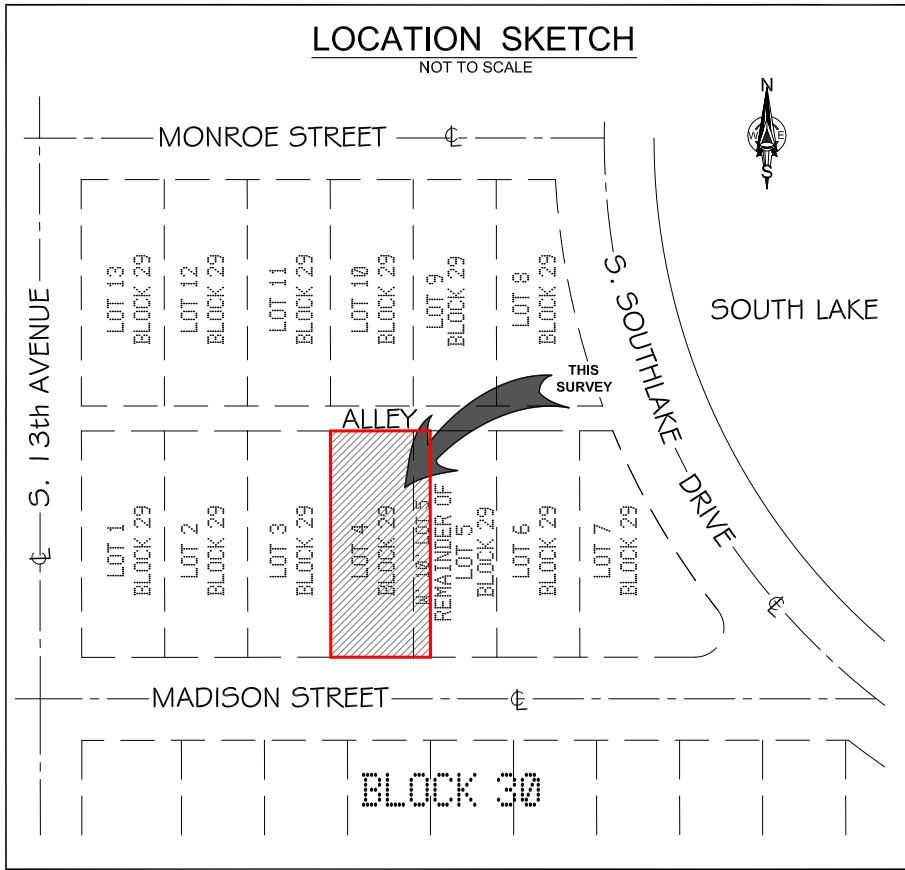 LOCATION SKETCH
NOT TO SCALE
N
W E
S
MONROE STREET ℄
S. 13th AVENUE
℄
LOT 13
BLOCK 29
LOT 12
BLOCK 29
LOT 11
BLOCK 29
LOT 10
BLOCK 29
LOT 9
BLOCK 29
LOT 8
BLOCK 29
S. SOUTHLAKE DRIVE
℄
SOUTH LAKE
THIS
SURVEY
ALLEY
LOT 1
BLOCK 29
LOT 2
BLOCK 29
LOT 3
BLOCK 29
LOT 4
BLOCK 29
W'10'LOT 5
REMAINDER OF
LOT 5
BLOCK 29
LOT 6
BLOCK 29
LOT 7
BLOCK 29
MADISON STREET ℄
BLOCK 30